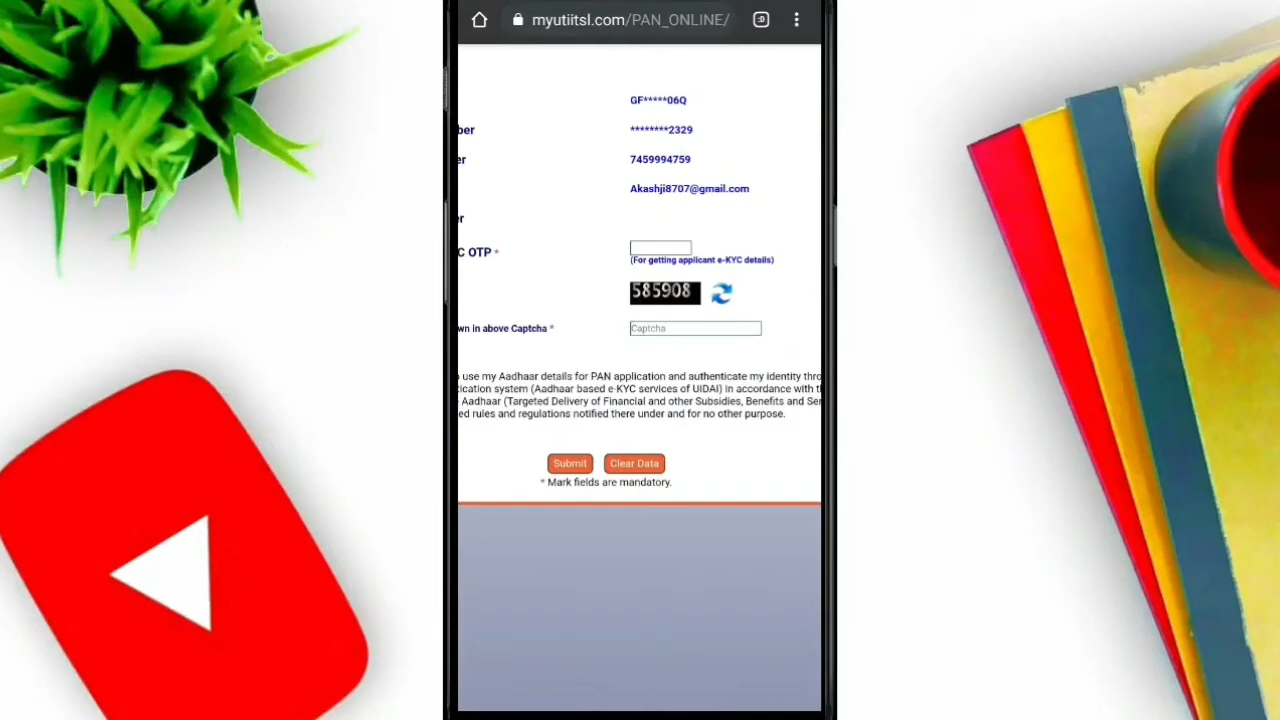 myutiitsl.com/PAN_ONLINE/
:D
GF*****06Q
ber ********2329
er 7459994759
Akashji8707@gmail.com
er
C OTP *
(For getting applicant e-KYC details)
585908
wn in above Captcha * Captcha
o use my Aadhaar details for PAN application and authenticate my identity thro
tication system (Aadhaar based e-KYC services of UIDAI) in accordance with th
e Aadhaar (Targeted Delivery of Financial and other Subsidies, Benefits and Ser
ed rules and regulations notified there under and for no other purpose.
Submit Clear Data
* Mark fields are mandatory.